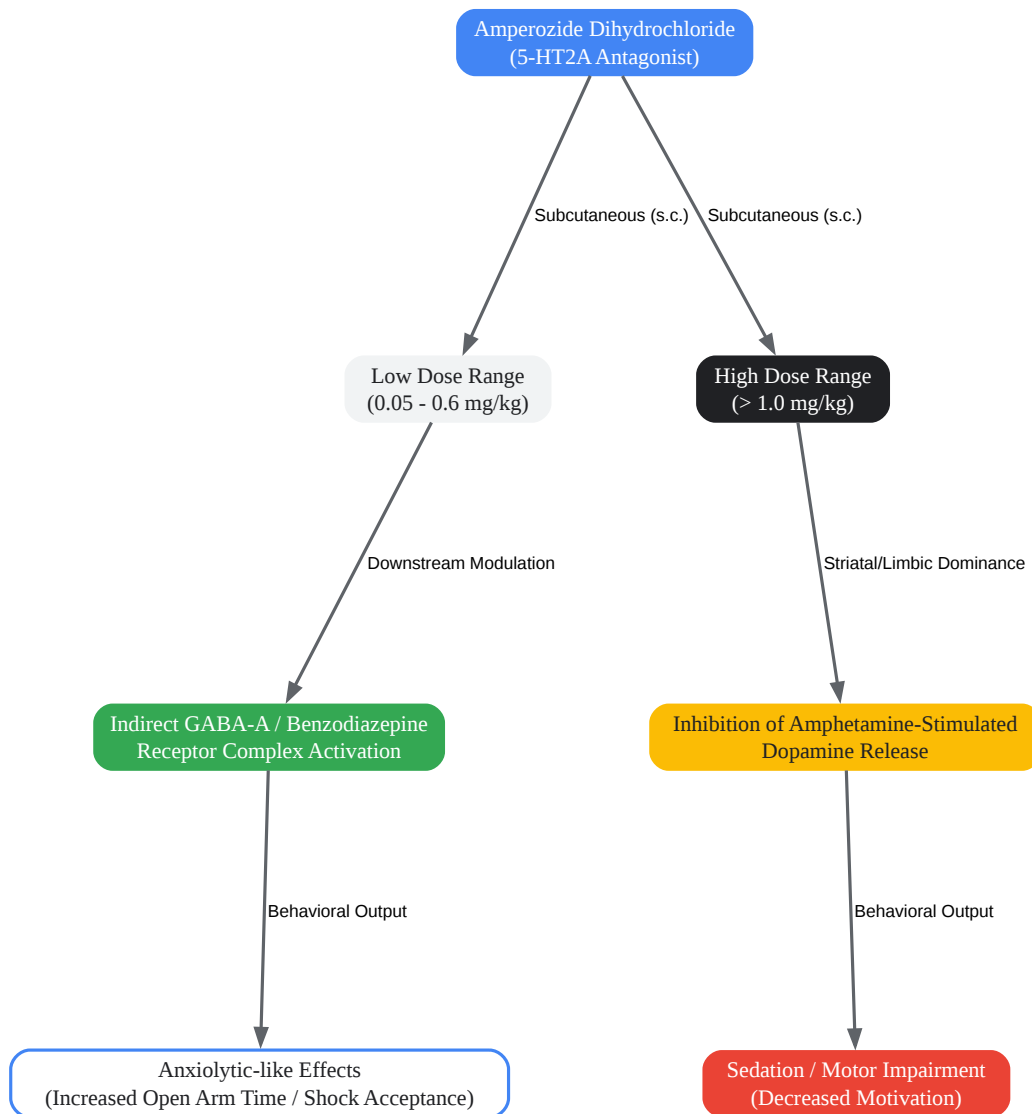 Amperozide Dihydrochloride
(5-HT2A Antagonist)
Subcutaneous (s.c.)
Subcutaneous (s.c.)
Low Dose Range
(0.05 - 0.6 mg/kg)
High Dose Range
(> 1.0 mg/kg)
Downstream Modulation
Striatal/Limbic Dominance
Indirect GABA-A / Benzodiazepine
Receptor Complex Activation
Inhibition of Amphetamine-Stimulated
Dopamine Release
Behavioral Output
Behavioral Output
Anxiolytic-like Effects
(Increased Open Arm Time / Shock Acceptance)
Sedation / Motor Impairment
(Decreased Motivation)